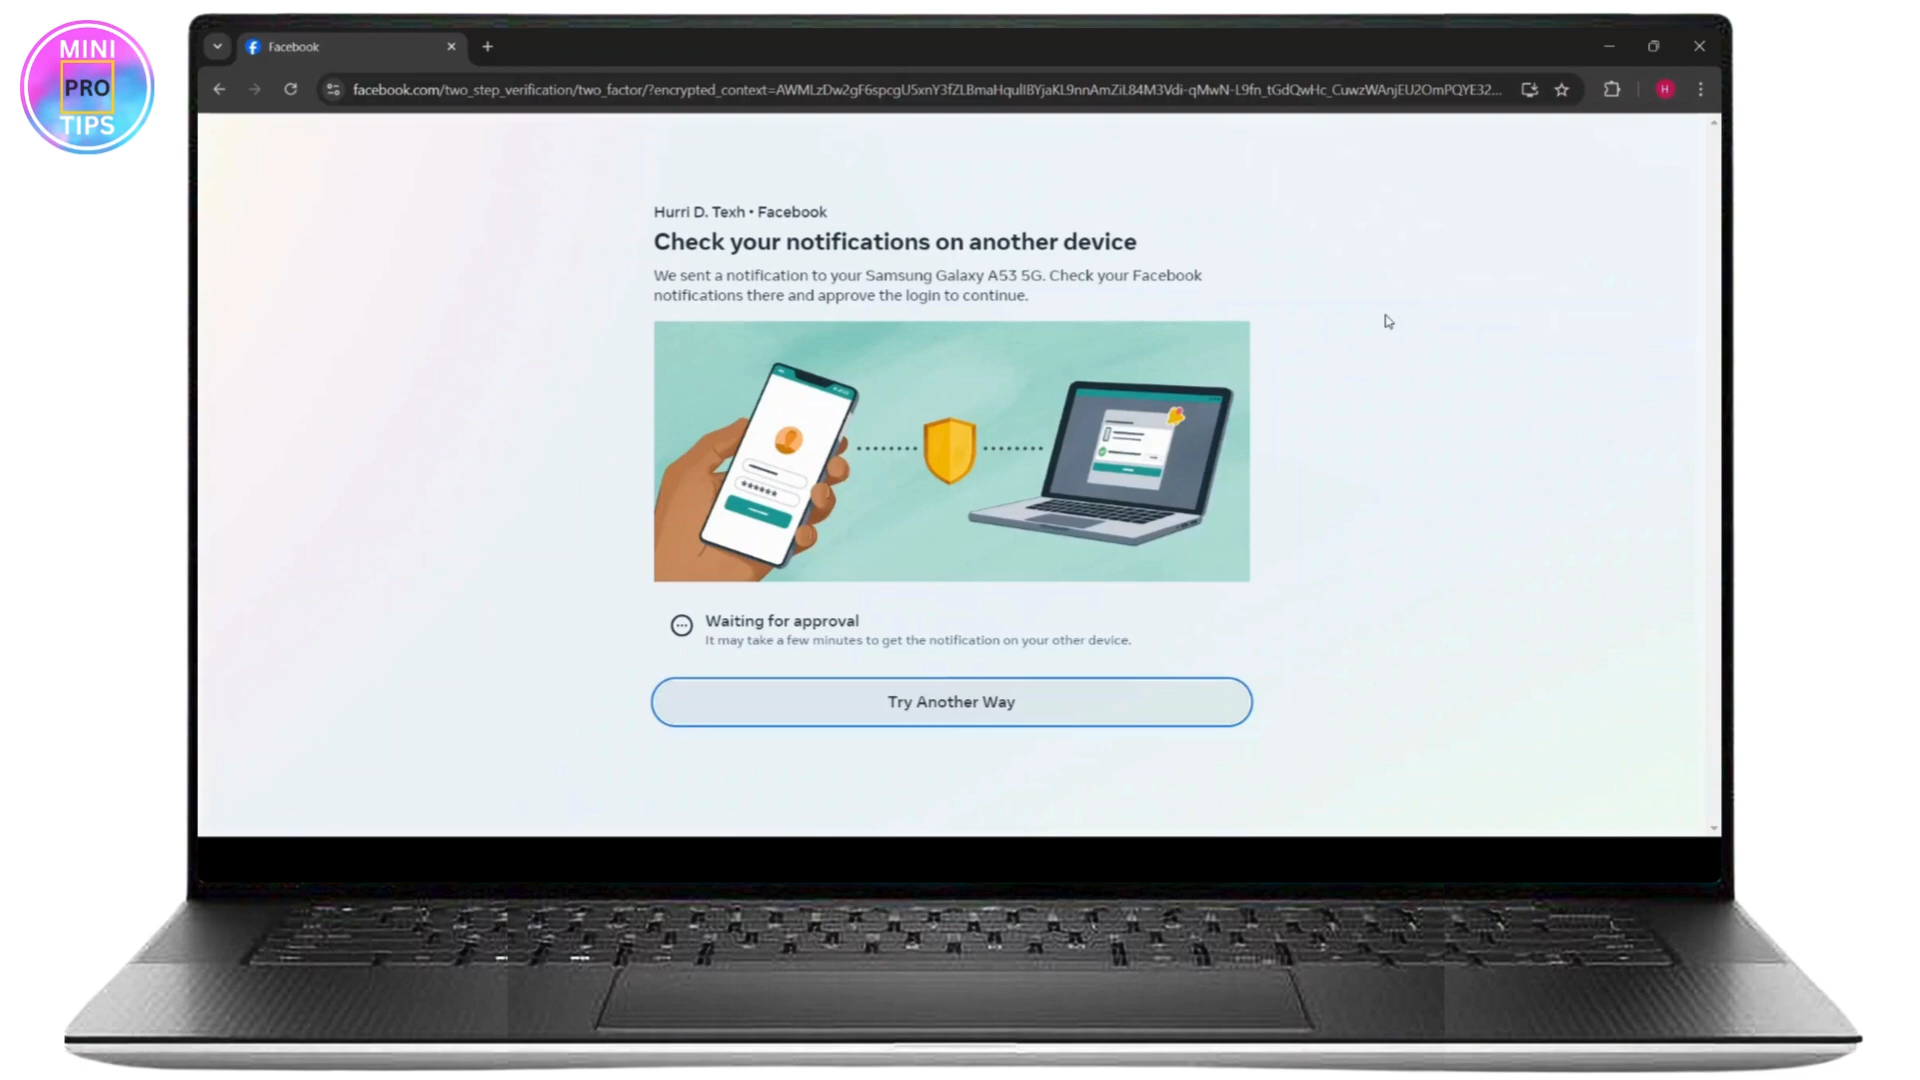 MINI
PRO
TIPS
Facebook
facebook.com/two_step_verification/two_factor/?encrypted_context=AWMLzDw2gF6spcgU5xnY3fZLBmaHqulIBYjaKL9nnAmZiL84M3Vdi-qMwN-L9fn_tGdQwHc_CuwzWAnjEU2OmPQYE32...
H
Hurri D. Texh • Facebook
Check your notifications on another device
We sent a notification to your Samsung Galaxy A53 5G. Check your Facebook
notifications there and approve the login to continue.
Waiting for approval
It may take a few minutes to get the notification on your other device.
Try Another Way